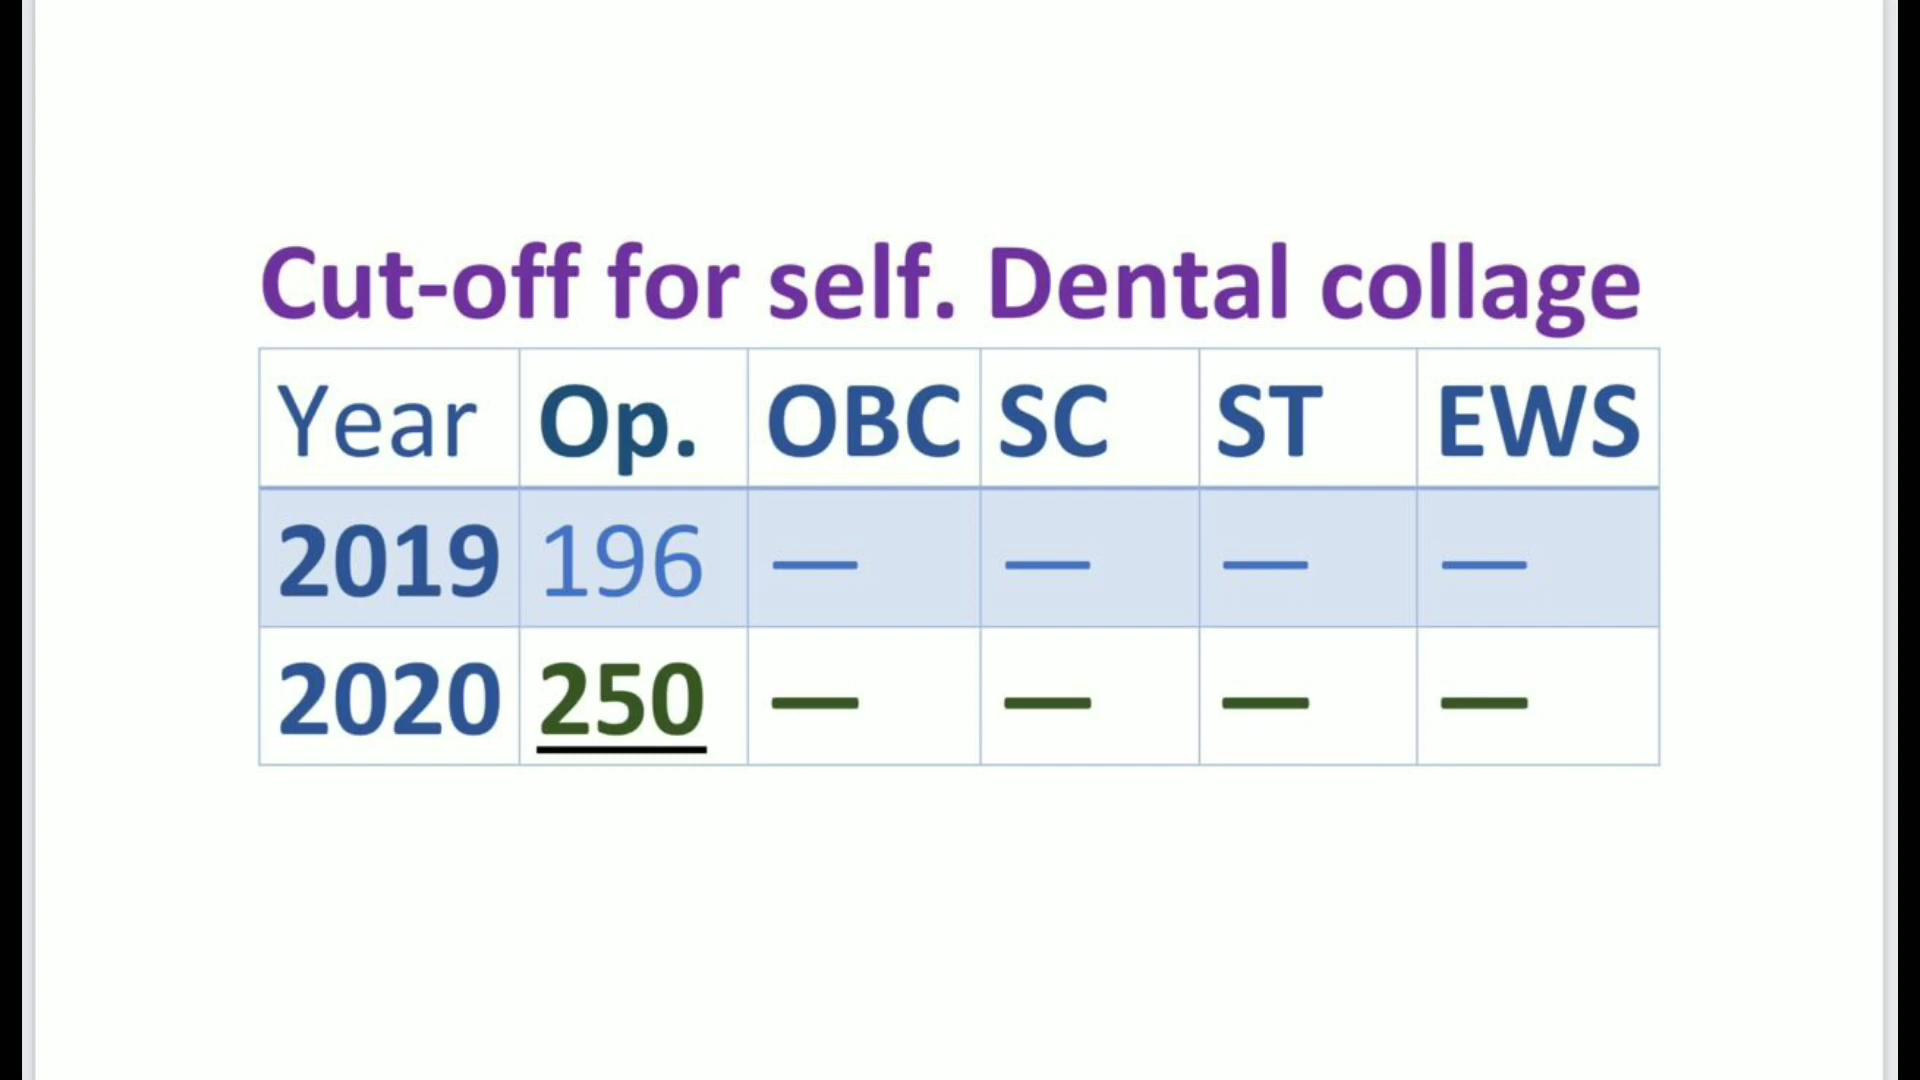 Cut-off for self. Dental collage
Year Op. OBC SC ST EWS
2019 196 — — — —
2020 250 — — — —